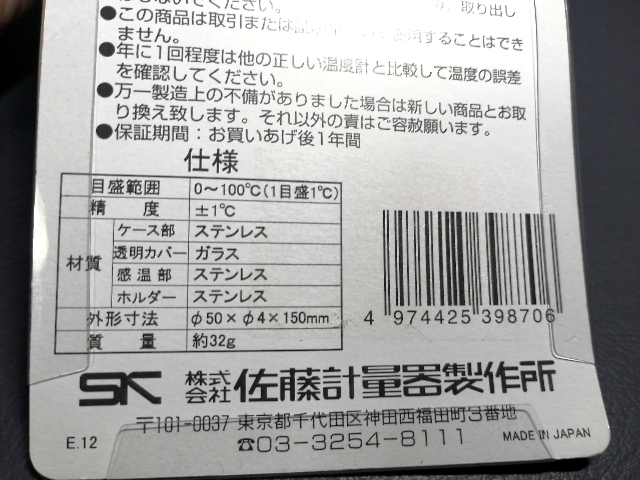 取り出し
●この商品は取引または
することはでき
ません。
●年に1回程度は他の正しい温度計と比較して温度の誤差
を確認してください。
●万一製造上の不備がありました場合は新しい商品とお取
り換え致します。それ以外の責はご容赦願います。
●保証期間：お買いあげ後1年間
仕様
目盛範囲 0～100℃(1目盛1℃)
精度 ±1℃
材質
ケース部 ステンレス
透明カバー ガラス
感温部 ステンレス
ホルダー ステンレス
外形寸法 φ50×φ4×150mm
質量 約32g
4 974425 398706
SK 株式会社 佐藤計量器製作所
〒101-0037 東京都千代田区神田西福田町3番地
☎03-3254-8111
E.12
MADE IN JAPAN